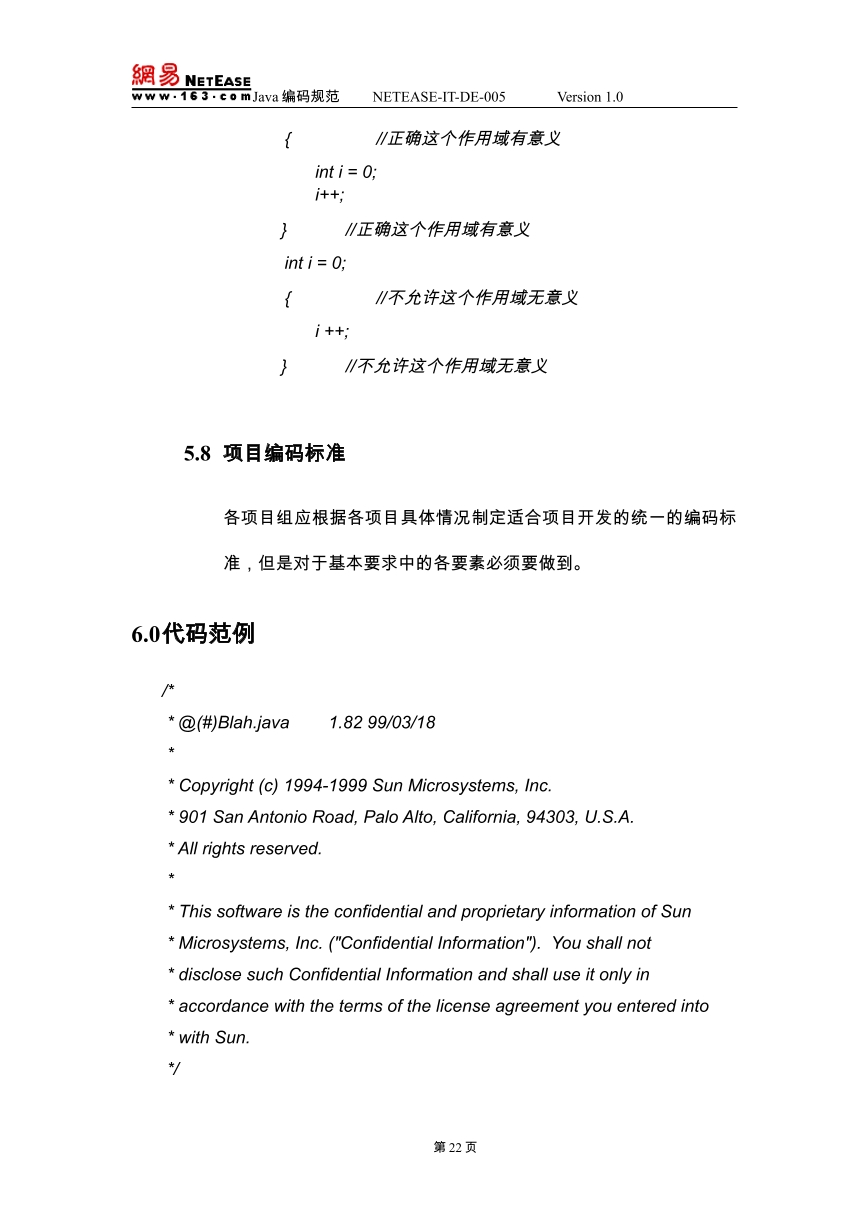 網易 NETEASE
www.163.com Java 编码规范 NETEASE-IT-DE-005 Version 1.0
{ //正确这个作用域有意义
int i = 0;
i++;
} //正确这个作用域有意义
int i = 0;
{ //不允许这个作用域无意义
i ++;
} //不允许这个作用域无意义
5.8 项目编码标准
各项目组应根据各项目具体情况制定适合项目开发的统一的编码标
准，但是对于基本要求中的各要素必须要做到。
6.0代码范例
/*
* @(#)Blah.java 1.82 99/03/18
*
* Copyright (c) 1994-1999 Sun Microsystems, Inc.
* 901 San Antonio Road, Palo Alto, California, 94303, U.S.A.
* All rights reserved.
*
* This software is the confidential and proprietary information of Sun
* Microsystems, Inc. ("Confidential Information"). You shall not
* disclose such Confidential Information and shall use it only in
* accordance with the terms of the license agreement you entered into
* with Sun.
*/
第 22 页